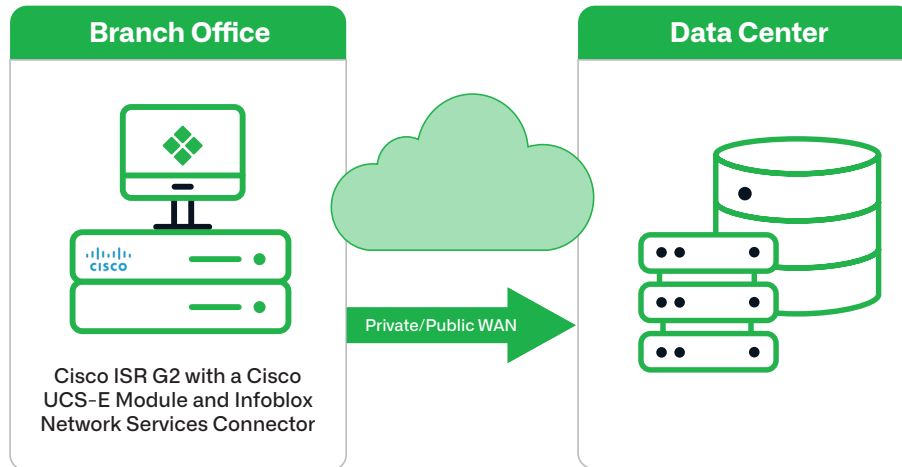 Branch Office
Data Center
CISCO
Private/Public WAN
Cisco ISR G2 with a Cisco
UCS-E Module and Infoblox
Network Services Connector